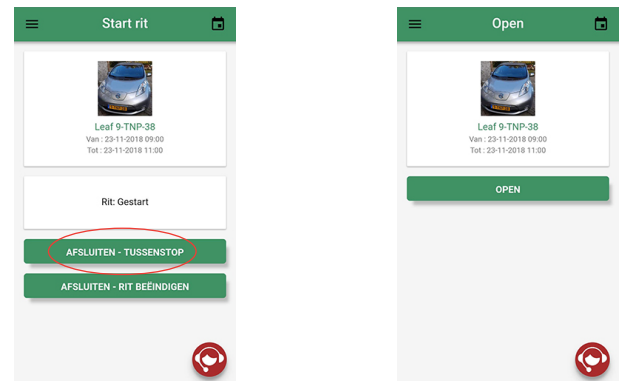 Start rit
Leaf 9-TNP-38
Van : 23-11-2018 09:00
Tot : 23-11-2018 11:00
Rit: Gestart
AFSLUITEN - TUSSENSTOP
AFSLUITEN - RIT BEËINDIGEN
Open
Leaf 9-TNP-38
Van : 23-11-2018 09:00
Tot : 23-11-2018 11:00
OPEN